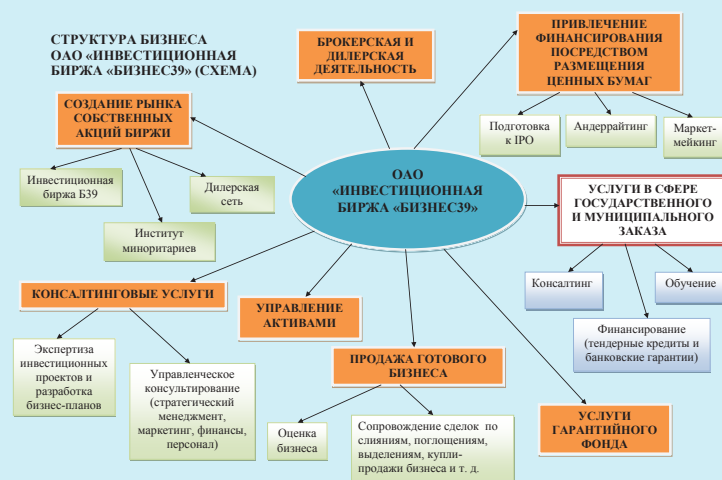 СТРУКТУРА БИЗНЕСА
ОАО «ИНВЕСТИЦИОННАЯ
БИРЖА «БИЗНЕС39» (СХЕМА)
БРОКЕРСКАЯ И
ДИЛЕРСКАЯ
ДЕЯТЕЛЬНОСТЬ
ПРИВЛЕЧЕНИЕ
ФИНАНСИРОВАНИЯ
ПОСРЕДСТВОМ
РАЗМЕЩЕНИЯ
ЦЕННЫХ БУМАГ
СОЗДАНИЕ РЫНКА
СОБСТВЕННЫХ
АКЦИЙ БИРЖИ
Подготовка
к IPO
Андеррайтинг
Маркет-
мейкинг
Инвестиционная
биржа Б39
Институт
миноритариев
Дилерская
сеть
ОАО
«ИНВЕСТИЦИОННАЯ
БИРЖА «БИЗНЕС39»
УСЛУГИ В СФЕРЕ
ГОСУДАРСТВЕННОГО
И МУНИЦИПАЛЬНОГО
ЗАКАЗА
Консалтинг
Обучение
Финансирование
(тендерные кредиты и
банковские гарантии)
КОНСАЛТИНГОВЫЕ УСЛУГИ
УПРАВЛЕНИЕ
АКТИВАМИ
Экспертиза
инвестиционных
проектов и
разработка
бизнес-планов
Управленческое
консультирование
(стратегический
менеджмент,
маркетинг, финансы,
персонал)
ПРОДАЖА ГОТОВОГО
БИЗНЕСА
Оценка
бизнеса
Сопровождение сделок по
слияниям, поглощениям,
выделениям, купли-
продажи бизнеса и т. д.
УСЛУГИ
ГАРАНТИЙНОГО
ФОНДА